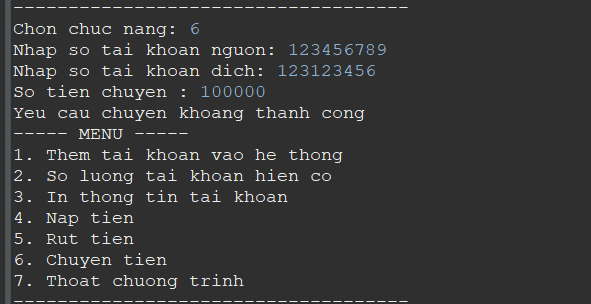 ------------------------------------
Chon chuc nang: 6
Nhap so tai khoan nguon: 123456789
Nhap so tai khoan dich: 123123456
So tien chuyen : 100000
Yeu cau chuyen khoang thanh cong
----- MENU -----
1. Them tai khoan vao he thong
2. So luong tai khoan hien co
3. In thong tin tai khoan
4. Nap tien
5. Rut tien
6. Chuyen tien
7. Thoat chuong trinh
------------------------------------